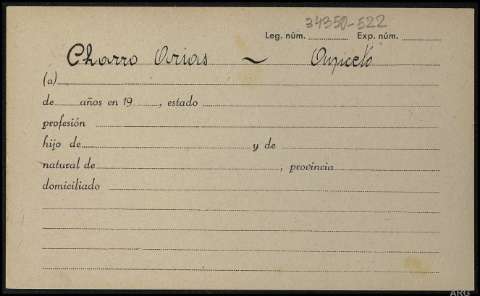 34350-522
Leg. núm. Exp. núm.
Charro Arias ~ Aniceto
(a)
de años en 19 , estado
profesión
hijo de y de
natural de , provincia
domiciliado
ARG